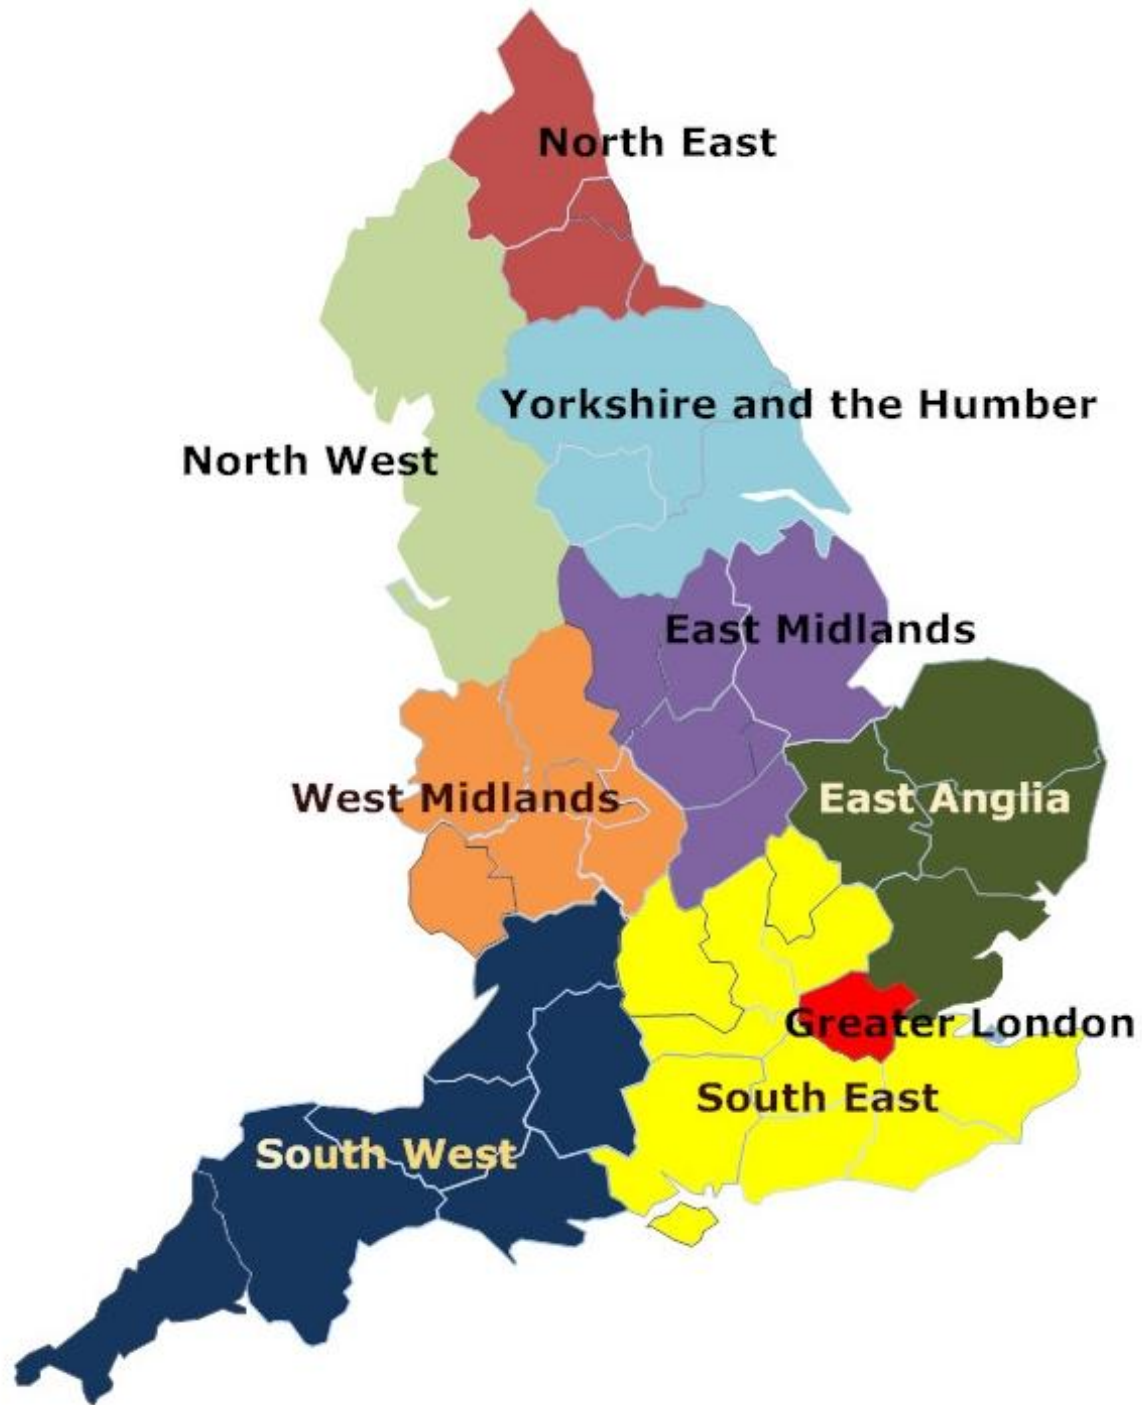 North East
Yorkshire and the Humber
North West
East Midlands
West Midlands
East Anglia
Greater London
South East
South West